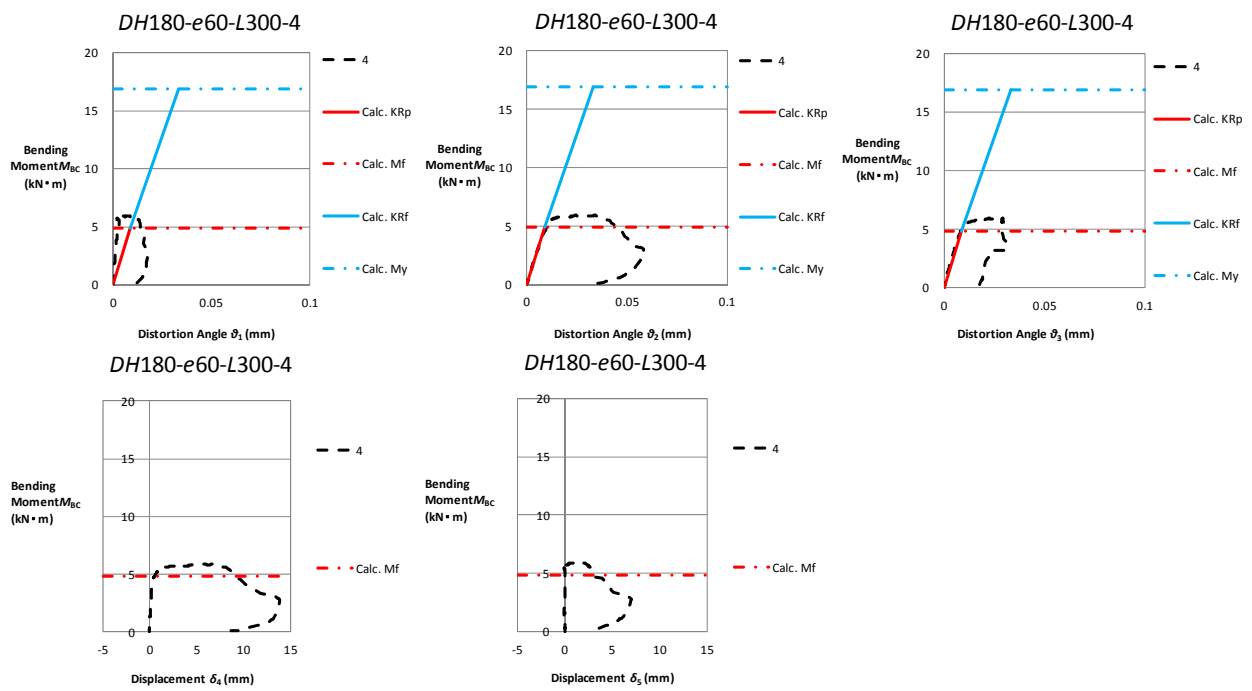 DH180-e60-L300-4
20
15
10
5
0
0
0.05
0.1
Bending
MomentMBC
(kN・m)
Distortion Angle ϑ1 (mm)
4
Calc. KRp
Calc. Mf
Calc. KRf
Calc. My
DH180-e60-L300-4
20
15
10
5
0
0
0.05
0.1
Bending
MomentMBC
(kN・m)
Distortion Angle ϑ2 (mm)
4
Calc. KRp
Calc. Mf
Calc. KRf
Calc. My
DH180-e60-L300-4
20
15
10
5
0
0
0.05
0.1
Bending
MomentMBC
(kN・m)
Distortion Angle ϑ3 (mm)
4
Calc. KRp
Calc. Mf
Calc. KRf
Calc. My
DH180-e60-L300-4
20
15
10
5
0
-5
0
5
10
15
Bending
MomentMBC
(kN・m)
Displacement δ4 (mm)
4
Calc. Mf
DH180-e60-L300-4
20
15
10
5
0
-5
0
5
10
15
Bending
MomentMBC
(kN・m)
Displacement δ5 (mm)
4
Calc. Mf